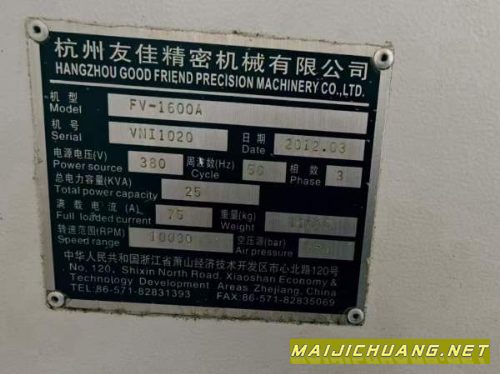 杭州友佳精密机械有限公司
HANGZHOU GOOD FRIEND PRECISION MACHINERY CO.,LTD.
机型 Model FV-1600A
机号 Serial VNI1020 日期 Date 2012.03
电源电压(V) Power source 380 周波数(Hz) Cycle 50 相数 Phase 3
总电力容量(KVA) Total power capacity 25
满载电流(A) Full loaded current 75 重量(kg) Weight
转速范围(RPM) Speed range 10000 空压源(bar) Air pressure
中华人民共和国浙江省萧山经济技术开发区市心北路120号
No.120, Shixin North Road, Xiaoshan Economy &
Technology Development Areas Zhejiang, China
TEL:86-571-82831393 FAX:86-571-82835069
MAIJICHUANG.NET